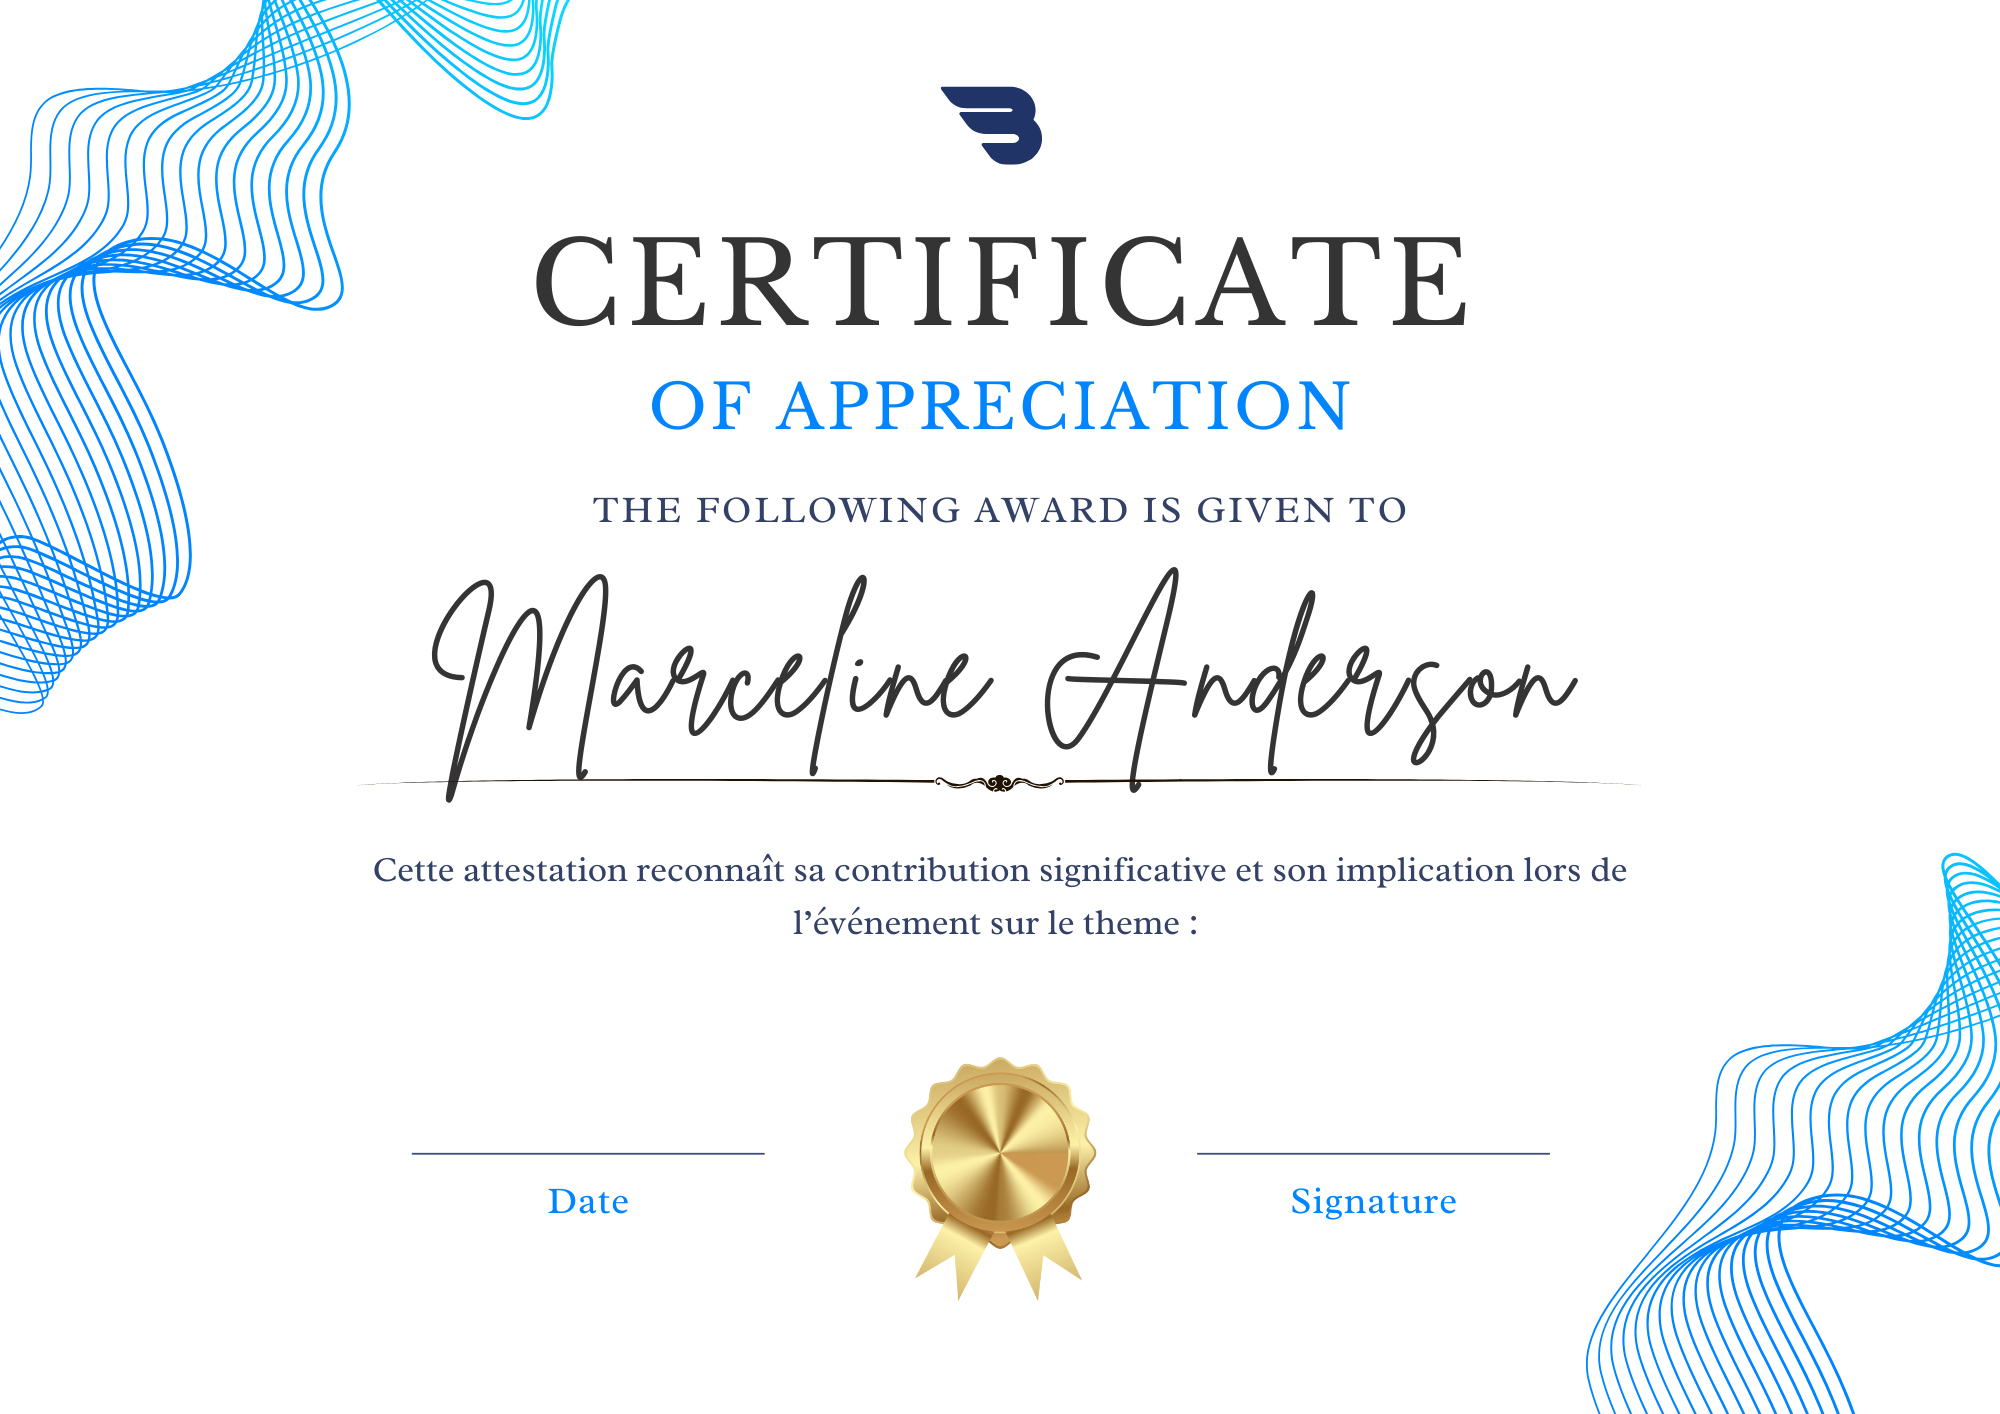 CERTIFICATE
OF APPRECIATION
THE FOLLOWING AWARD IS GIVEN TO
Marceline Anderson
Cette attestation reconnaît sa contribution significative et son implication lors de
l’événement sur le theme :
Date
Signature